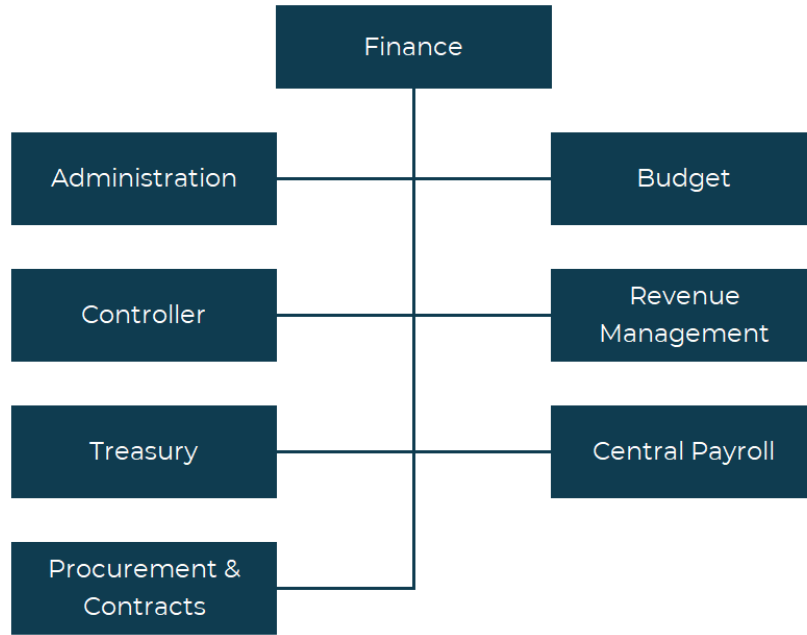 Finance
Administration
Budget
Controller
Revenue
Management
Treasury
Central Payroll
Procurement &
Contracts